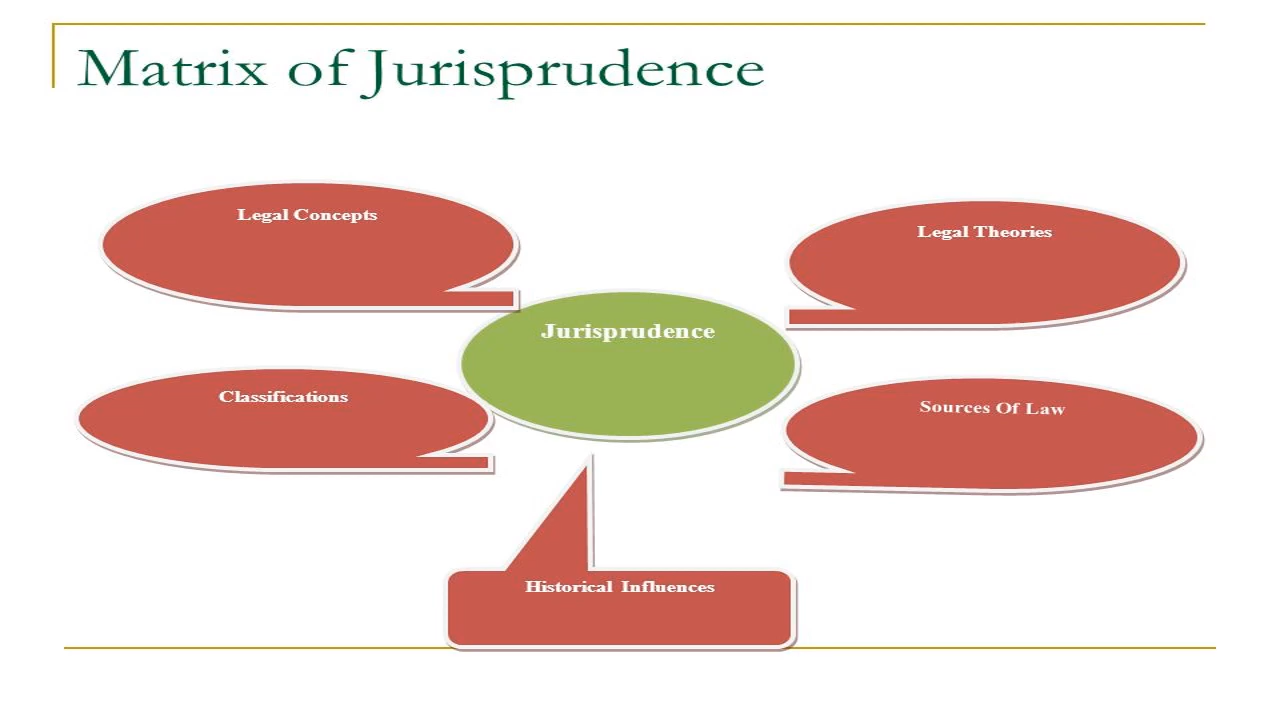 Matrix of Jurisprudence
Legal Concepts
Legal Theories
Jurisprudence
Classifications
Sources Of Law
Historical Influences